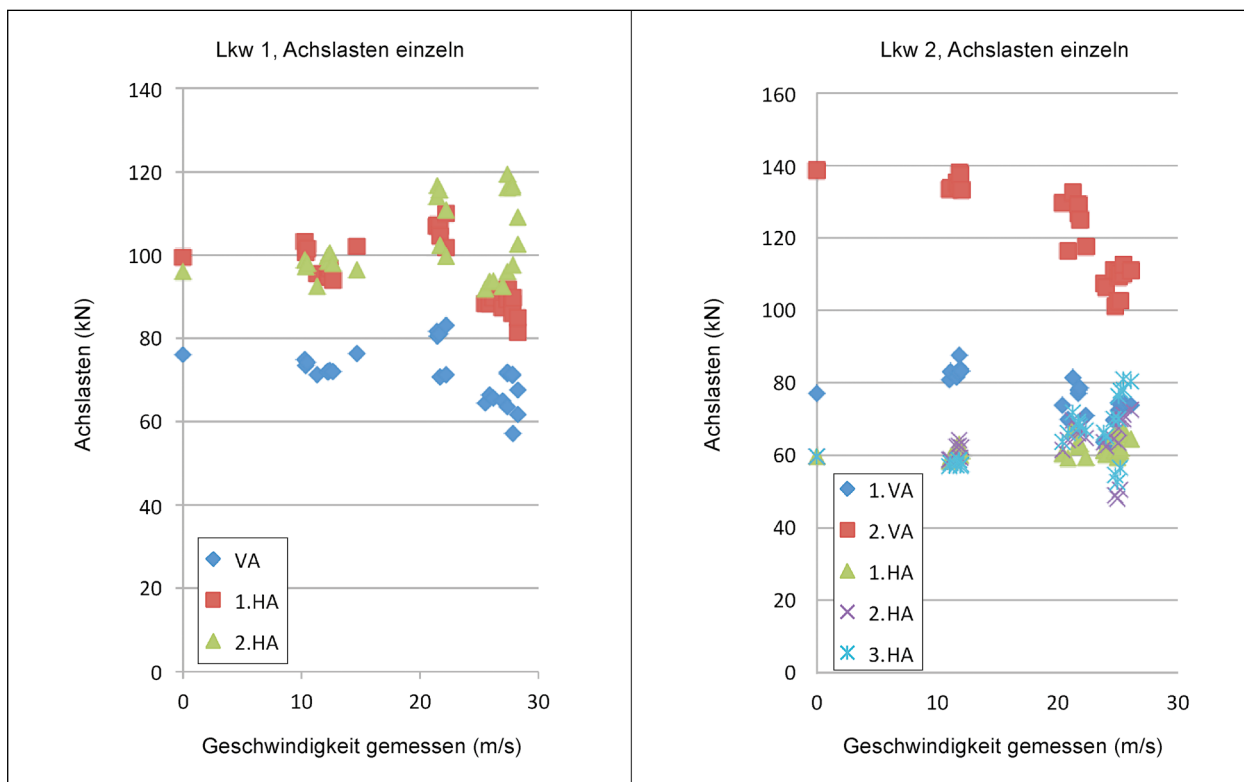 Lkw 1, Achslasten einzeln
140
120
100
80
60
40
20
0
Achslasten (kN)
VA
1.HA
2.HA
0 10 20 30
Geschwindigkeit gemessen (m/s)
Lkw 2, Achslasten einzeln
160
140
120
100
80
60
40
20
0
Achslasten (kN)
1.VA
2.VA
1.HA
2.HA
3.HA
0 10 20 30
Geschwindigkeit gemessen (m/s)